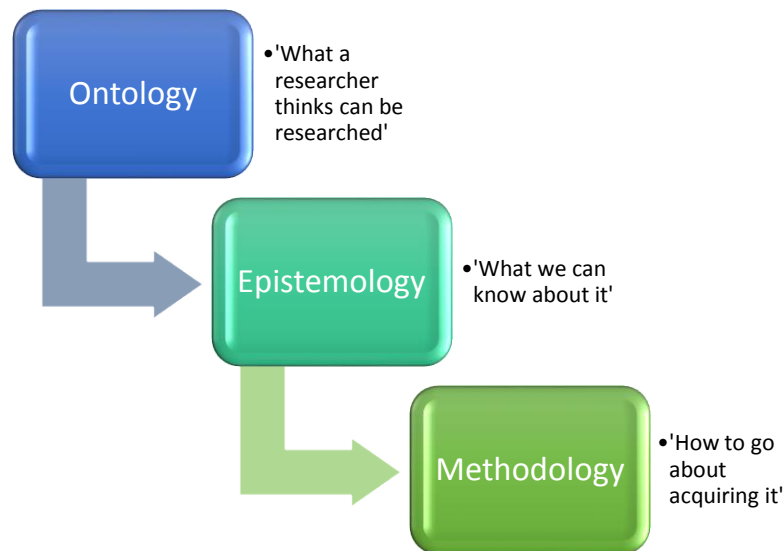 Ontology
•'What a
researcher
thinks can be
researched'
Epistemology
•'What we can
know about it'
Methodology
•'How to go
about
acquiring it'